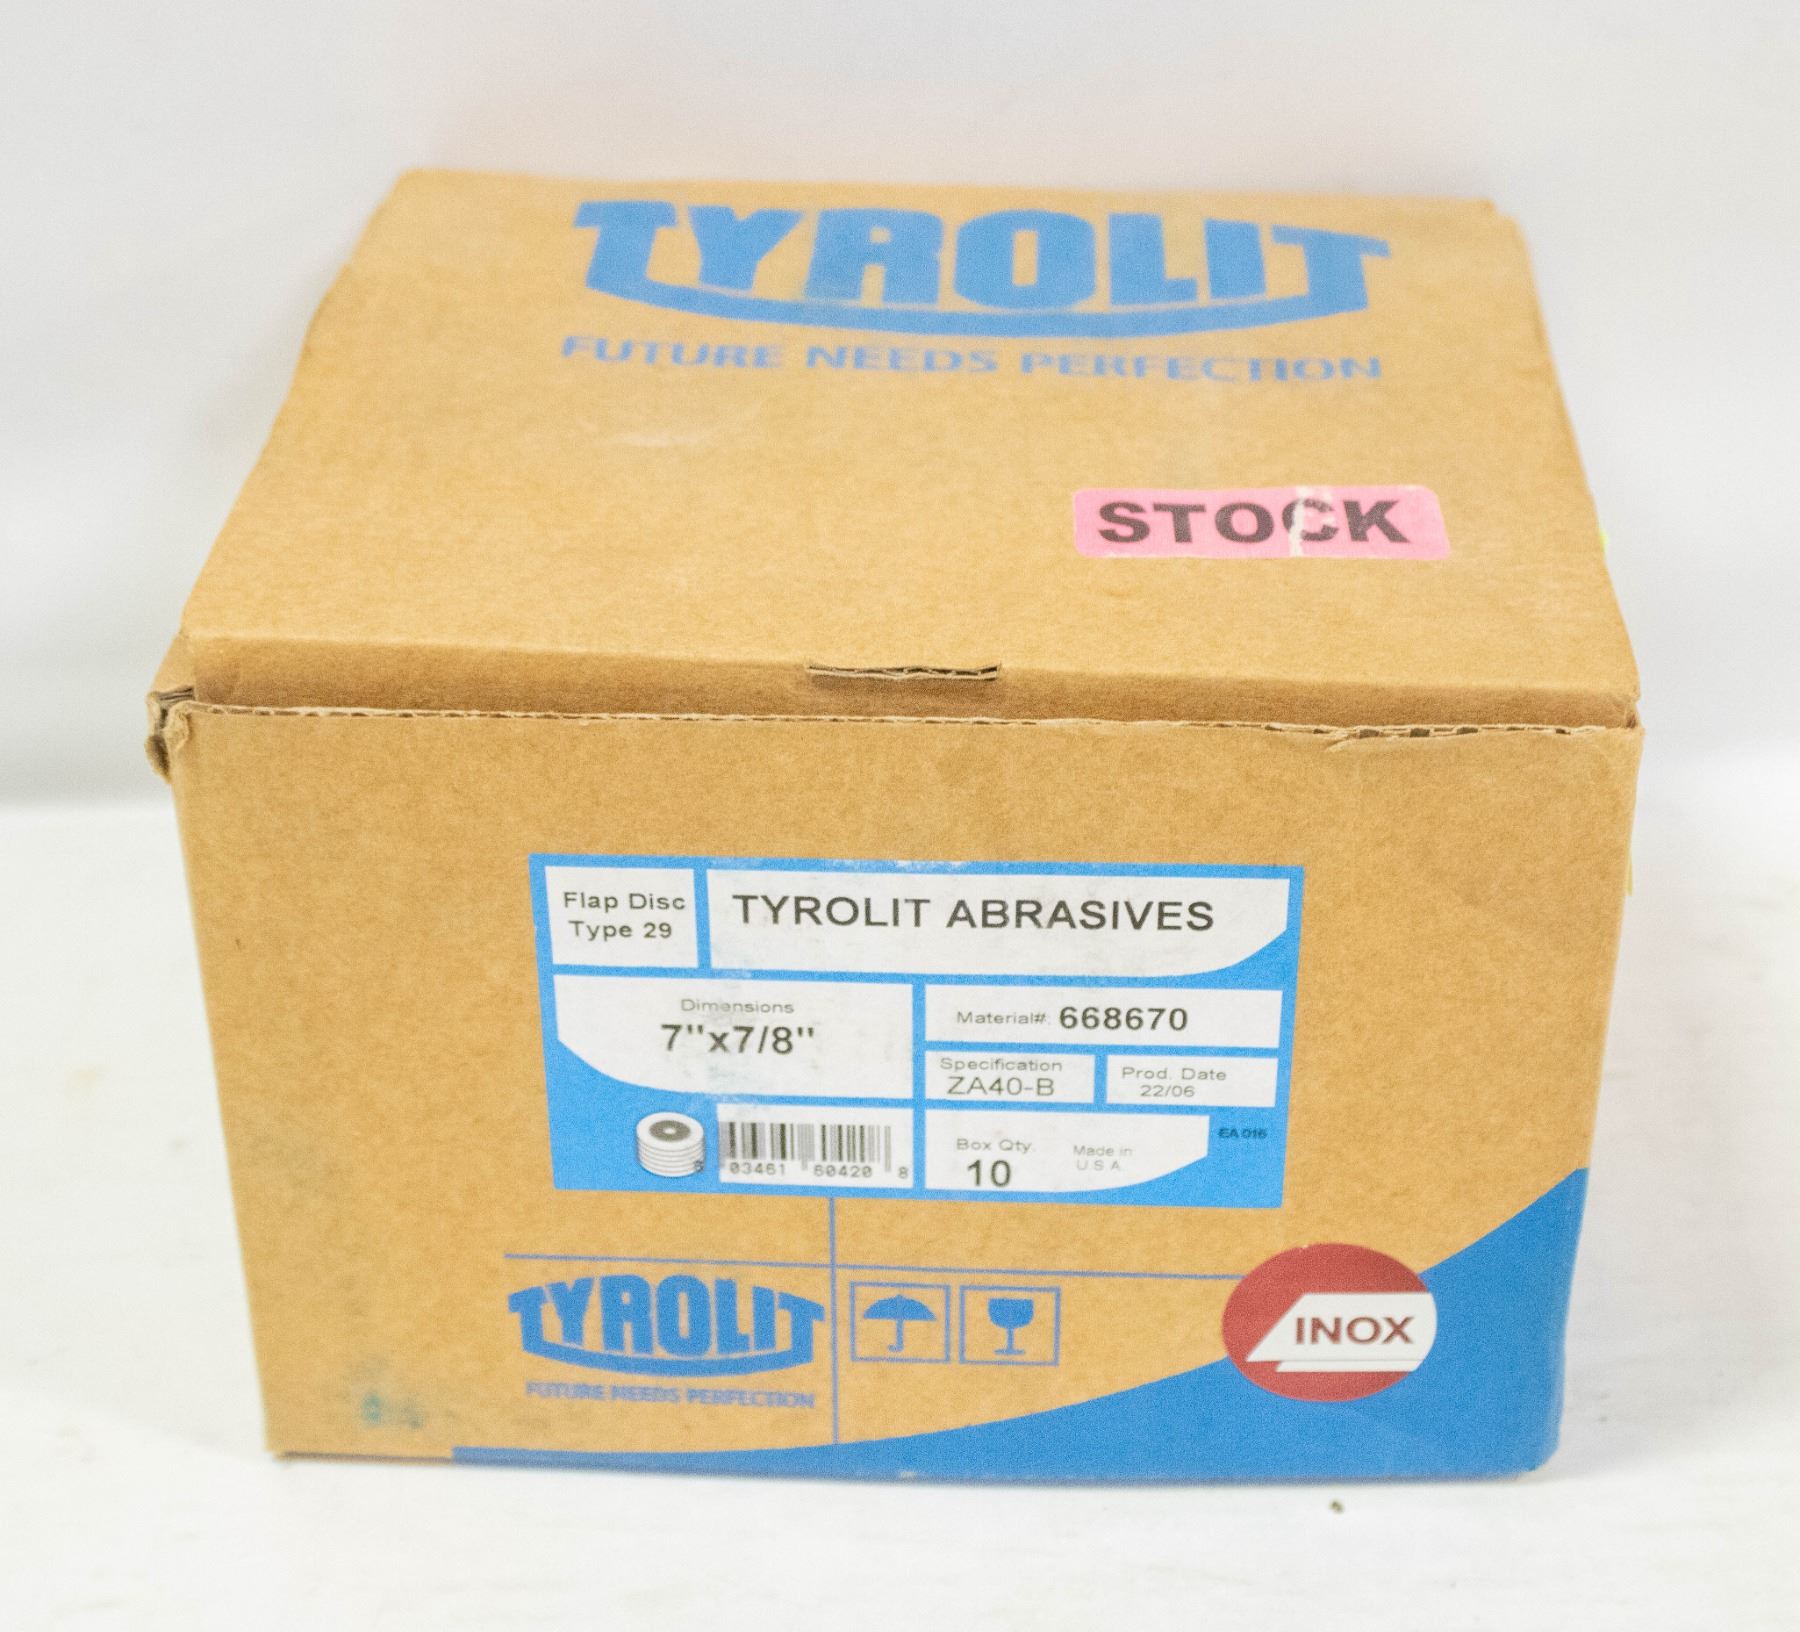 TYROLIT
FUTURE NEEDS PERFECTION
STOCK
Flap Disc
Type 29
TYROLIT ABRASIVES
Dimensions
7"x7/8"
Material#: 668670
Specification
ZA40-B
Prod. Date
22/06
03461 60420 8
Box Qty.
10
Made in
U.S.A.
EA 016
TYROLIT
FUTURE NEEDS PERFECTION
INOX